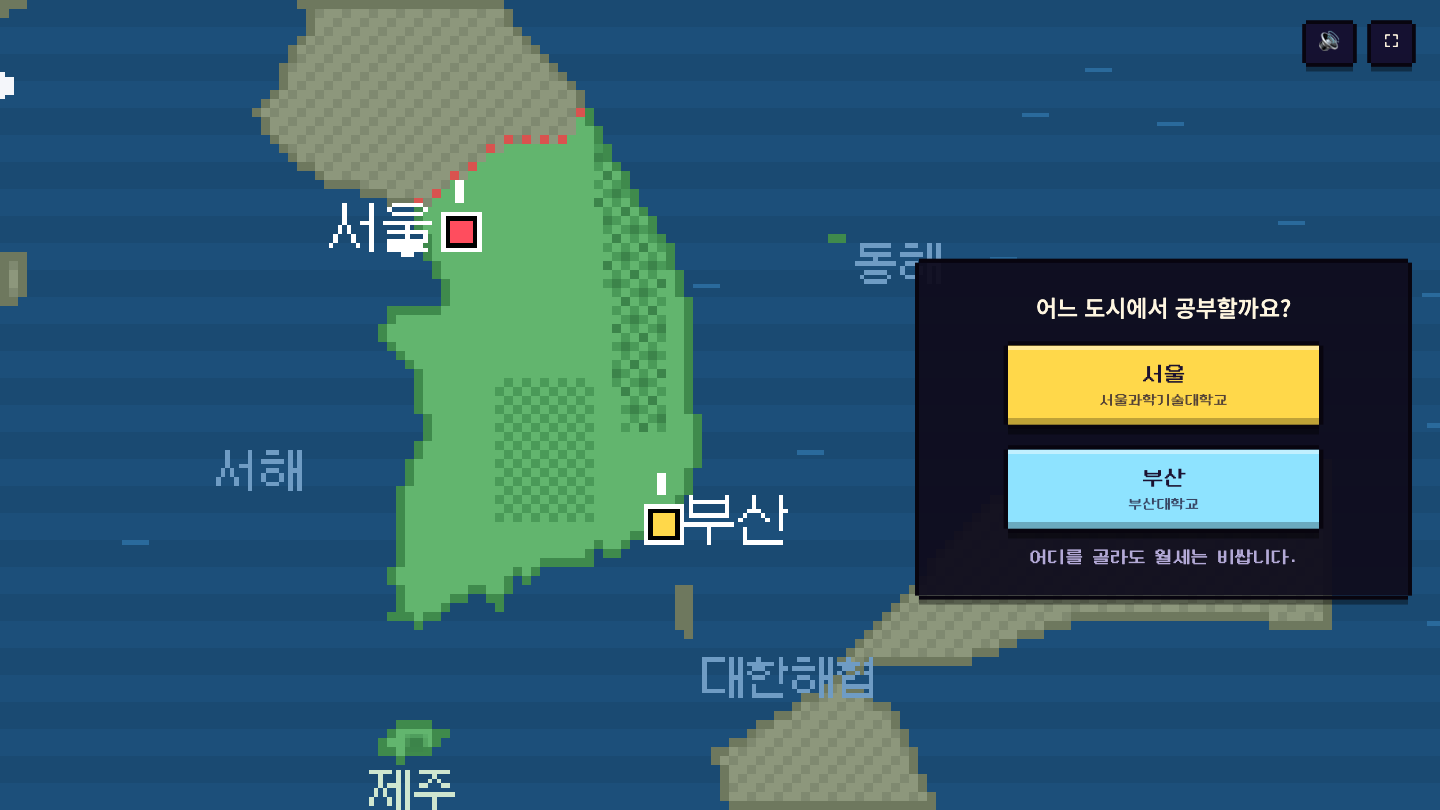 서울
동해
어느 도시에서 공부할까요?
서울
서울과학기술대학교
서해
부산
부산대학교
부산
어디를 골라도 월세는 비쌉니다.
대한해협
제주